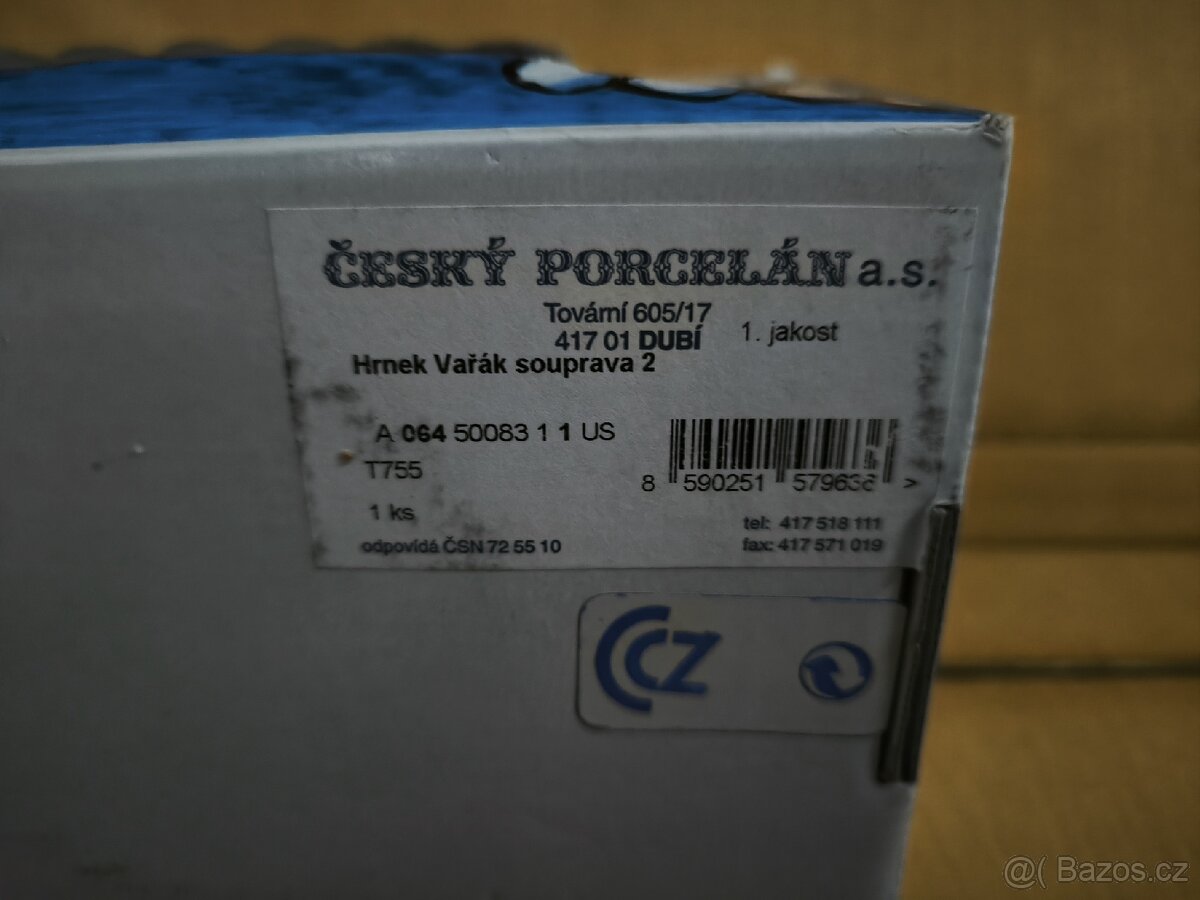 ČESKÝ PORCELÁN a.s.
Tovární 605/17
417 01 DUBÍ
1. jakost
Hrnek Vařák souprava 2
A 064 50083 1 1 US
T755
1 ks
odpovídá ČSN 72 55 10
8 590251 579636 >
tel: 417 518 111
fax: 417 571 019
CCZ
@( Bazos.cz